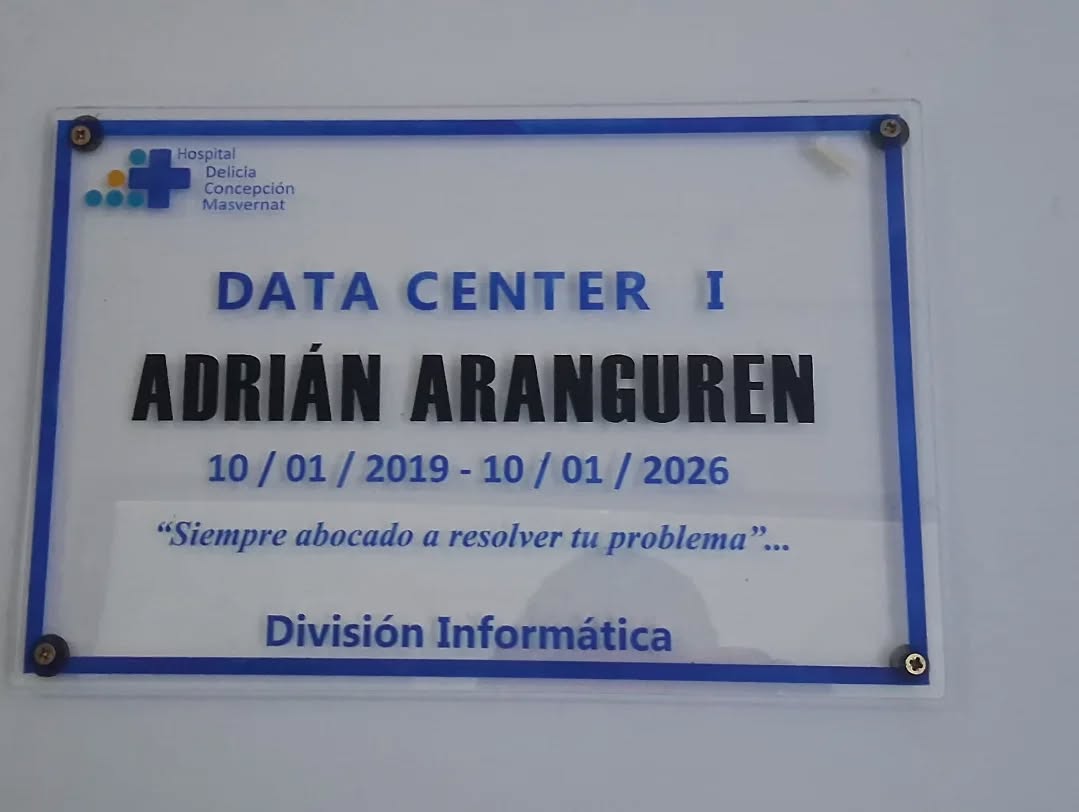 Hospital
Delicia
Concepción
Masvernat
DATA CENTER I
ADRIÁN ARANGUREN
10 / 01 / 2019 - 10 / 01 / 2026
“Siempre abocado a resolver tu problema”...
División Informática